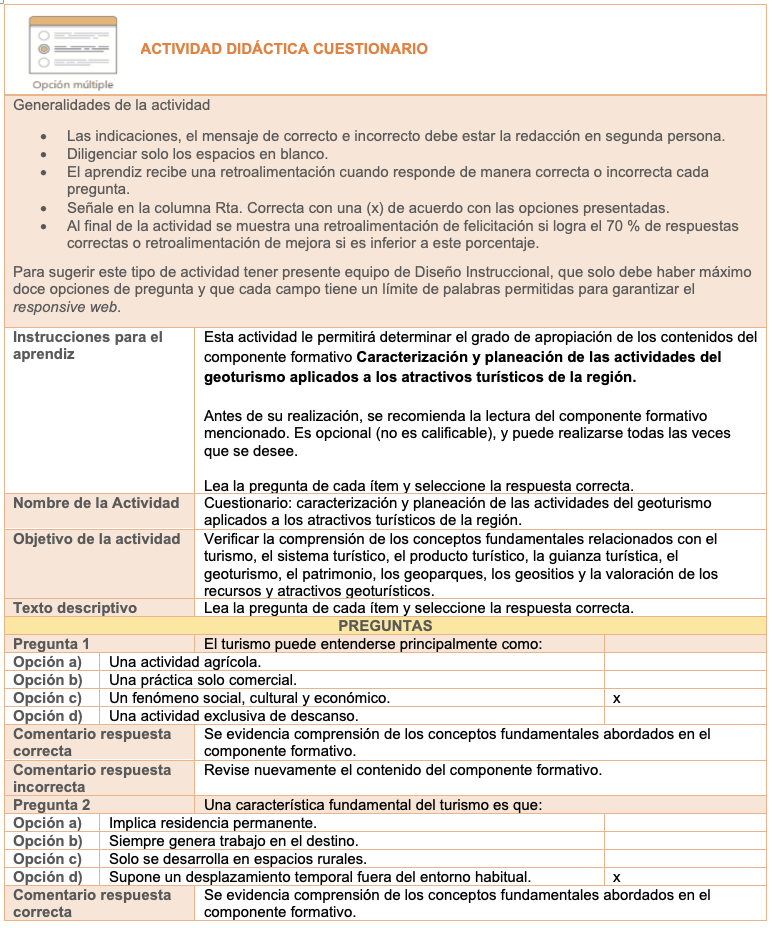 Opción múltiple
ACTIVIDAD DIDÁCTICA CUESTIONARIO
Generalidades de la actividad
• Las indicaciones, el mensaje de correcto e incorrecto debe estar la redacción en segunda persona.
• Diligenciar solo los espacios en blanco.
• El aprendiz recibe una retroalimentación cuando responde de manera correcta o incorrecta cada
pregunta.
• Señale en la columna Rta. Correcta con una (x) de acuerdo con las opciones presentadas.
• Al final de la actividad se muestra una retroalimentación de felicitación si logra el 70 % de respuestas
correctas o retroalimentación de mejora si es inferior a este porcentaje.
Para sugerir este tipo de actividad tener presente equipo de Diseño Instruccional, que solo debe haber máximo
doce opciones de pregunta y que cada campo tiene un límite de palabras permitidas para garantizar el
responsive web.
Instrucciones para el
aprendiz
Esta actividad le permitirá determinar el grado de apropiación de los contenidos del
componente formativo Caracterización y planeación de las actividades del
geoturismo aplicados a los atractivos turísticos de la región.
Antes de su realización, se recomienda la lectura del componente formativo
mencionado. Es opcional (no es calificable), y puede realizarse todas las veces
que se desee.
Lea la pregunta de cada ítem y seleccione la respuesta correcta.
Nombre de la Actividad
Cuestionario: caracterización y planeación de las actividades del geoturismo
aplicados a los atractivos turísticos de la región.
Objetivo de la actividad
Verificar la comprensión de los conceptos fundamentales relacionados con el
turismo, el sistema turístico, el producto turístico, la guianza turística, el
geoturismo, el patrimonio, los geoparques, los geositios y la valoración de los
recursos y atractivos geoturísticos.
Texto descriptivo
Lea la pregunta de cada ítem y seleccione la respuesta correcta.
PREGUNTAS
Pregunta 1 El turismo puede entenderse principalmente como:
Opción a) Una actividad agrícola.
Opción b) Una práctica solo comercial.
Opción c) Un fenómeno social, cultural y económico. x
Opción d) Una actividad exclusiva de descanso.
Comentario respuesta
correcta
Se evidencia comprensión de los conceptos fundamentales abordados en el
componente formativo.
Comentario respuesta
incorrecta
Revise nuevamente el contenido del componente formativo.
Pregunta 2 Una característica fundamental del turismo es que:
Opción a) Implica residencia permanente.
Opción b) Siempre genera trabajo en el destino.
Opción c) Solo se desarrolla en espacios rurales.
Opción d) Supone un desplazamiento temporal fuera del entorno habitual. x
Comentario respuesta
correcta
Se evidencia comprensión de los conceptos fundamentales abordados en el
componente formativo.